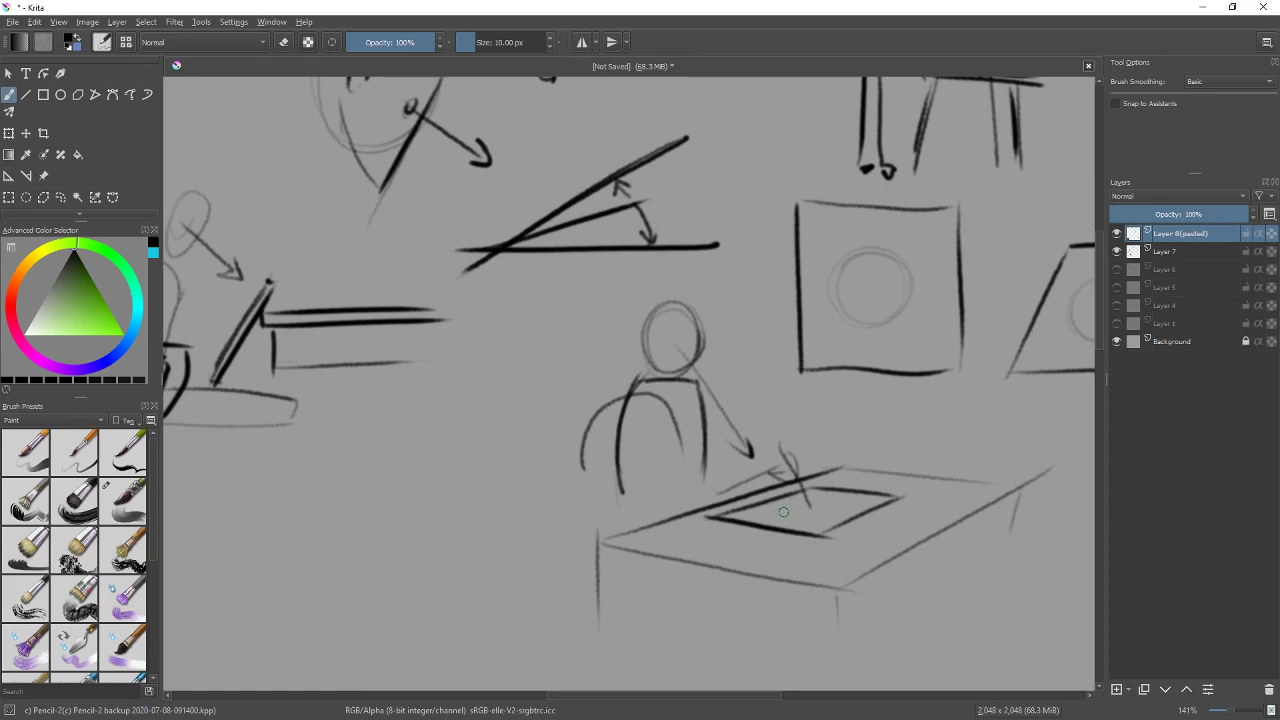 - Krita
File Edit View Image Layer Select Filter Tools Settings Window Help
Normal Opacity: 100% Size: 10.00 px
[Not Saved] (68.3 MiB) *
Tool Options
Brush Smoothing: Basic
Snap to Assistants
Layers
Normal
Opacity: 100%
Layer 8(pasted)
Layer 7
Layer 6
Layer 5
Layer 4
Layer 1
Background
Advanced Color Selector
Brush Presets
Paint Tag
Search
c) Pencil-2(c) Pencil-2 backup 2020-07-08-091400.kpp) RGB/Alpha (8-bit integer/channel) sRGB-elle-V2-srgbtrc.icc 2,048 x 2,048 (68.3 MiB) 141%